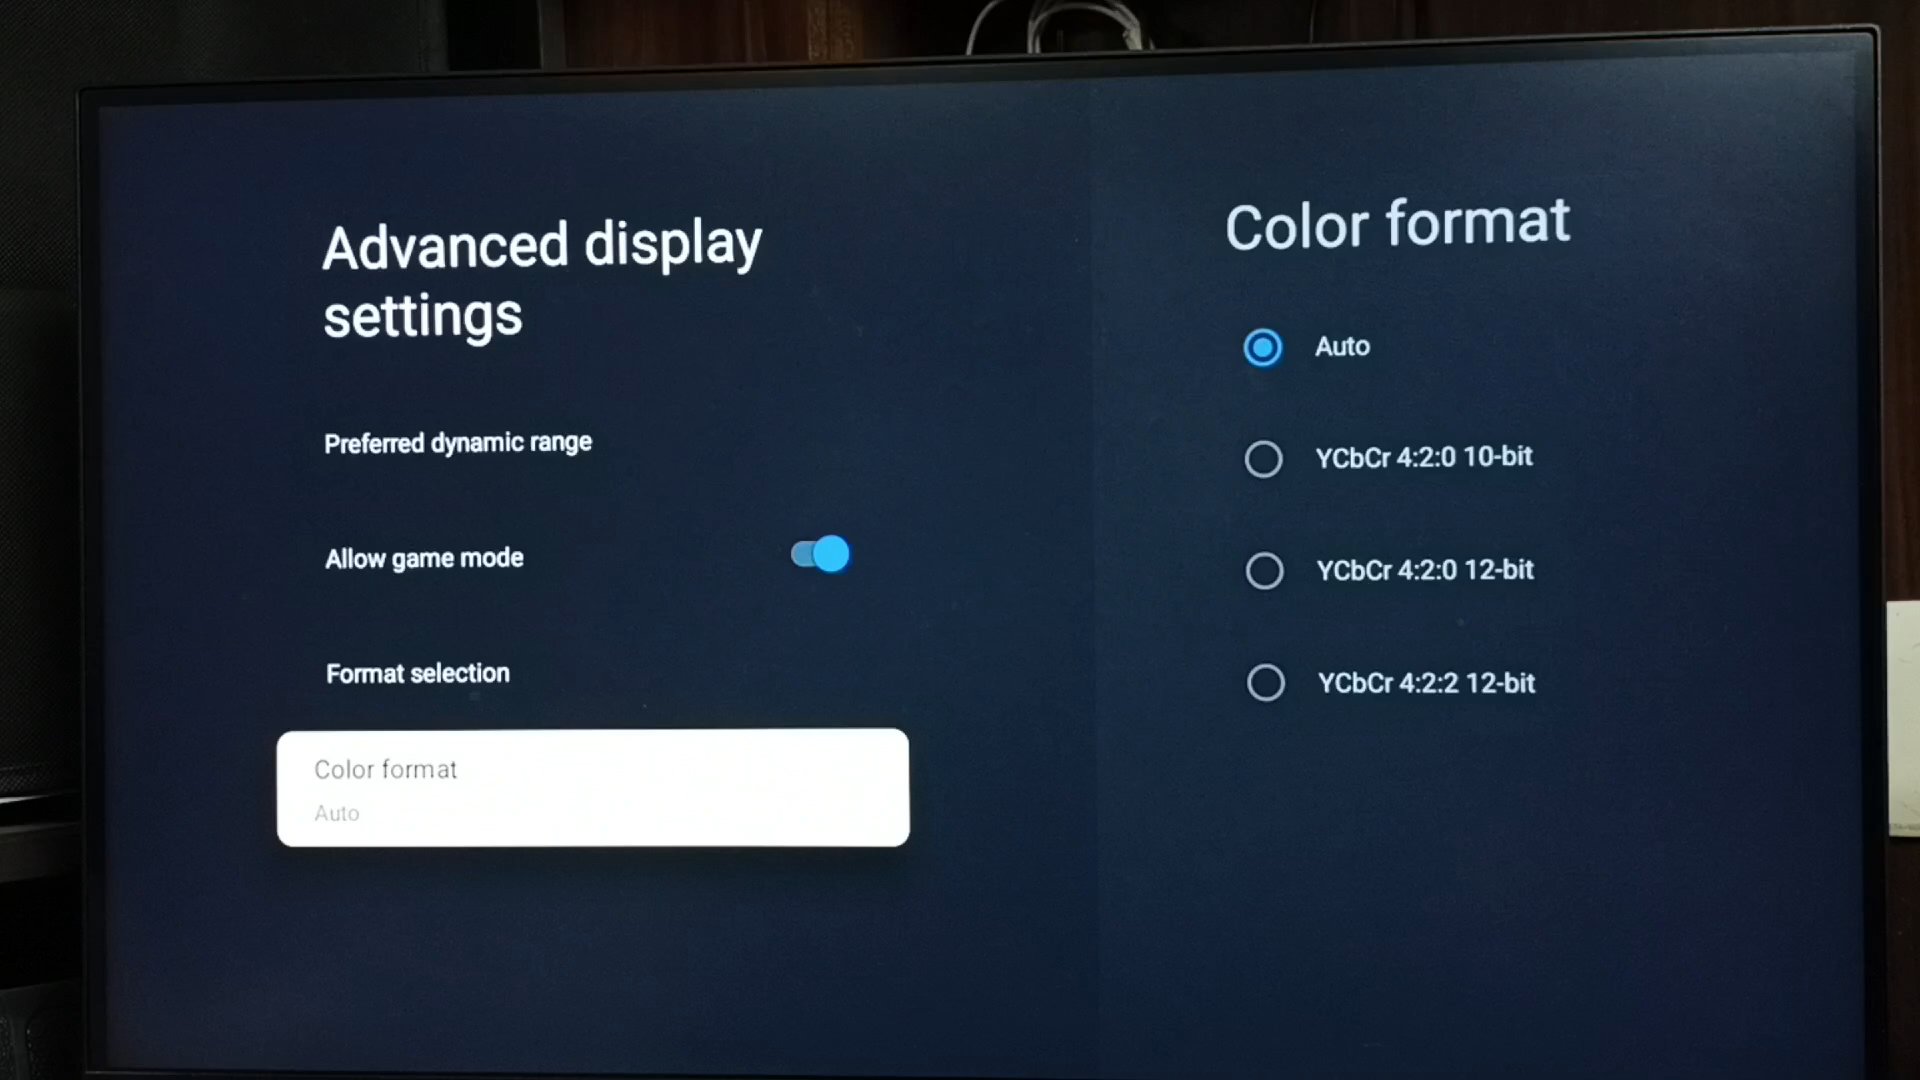 Advanced display
settings
Preferred dynamic range
Allow game mode
Format selection
Color format
Auto
Color format
Auto
YCbCr 4:2:0 10-bit
YCbCr 4:2:0 12-bit
YCbCr 4:2:2 12-bit